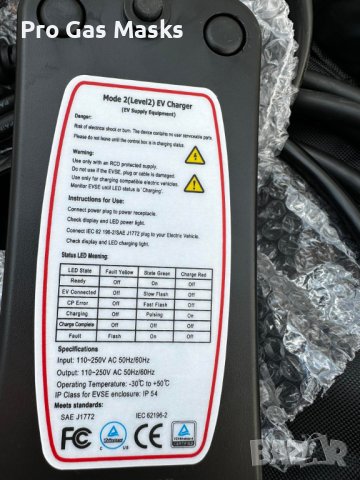 Pro Gas Masks
Mode 2(Level2) EV Charger
(EV Supply Equipment)
Danger:
Risk of electrical shock or burn. The device contains no user serviceable parts.
Please do not leave until the control box is in charging status.
Warning:
Use only with an RCD protected supply.
Do not use if the EVSE, plug or cable is damaged.
Use only for charging compatible electric vehicles.
Monitor EVSE until LED status is "Charging".
Instructions for Use:
Connect power plug to power receptacle.
Check display and LED power light.
Connect IEC 62 196-2/SAE J1772 plug to your Electric Vehicle.
Check display and LED charging light.
Status LED Meaning:
LED State Fault Yellow State Green Charge Red
Ready Off On Off
EV Connected Off Slow Flash Off
CP Error Off Fast Flash Off
Charging Off Pulsing On
Charge Complete Off Off Off
Fault Flash On Off
Specifications
Input: 110~250V AC 50Hz/60Hz
Output: 110~250V AC 50Hz/60Hz
Operating Temperature: -30°C to +50°C
IP Class for EVSE enclosure: IP 54
Meets standards:
SAE J1772 IEC 62196-2
FC CE